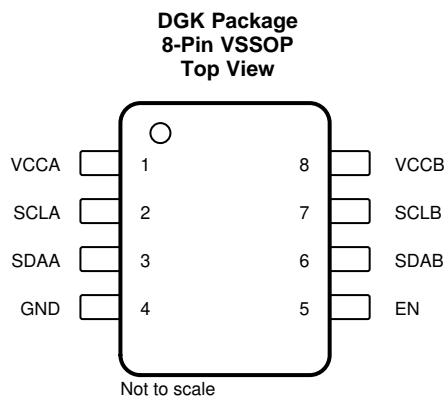 DGK Package
8-Pin VSSOP
Top View
VCCA 1 8 VCCB
SCLA 2 7 SCLB
SDAA 3 6 SDAB
GND 4 5 EN
Not to scale